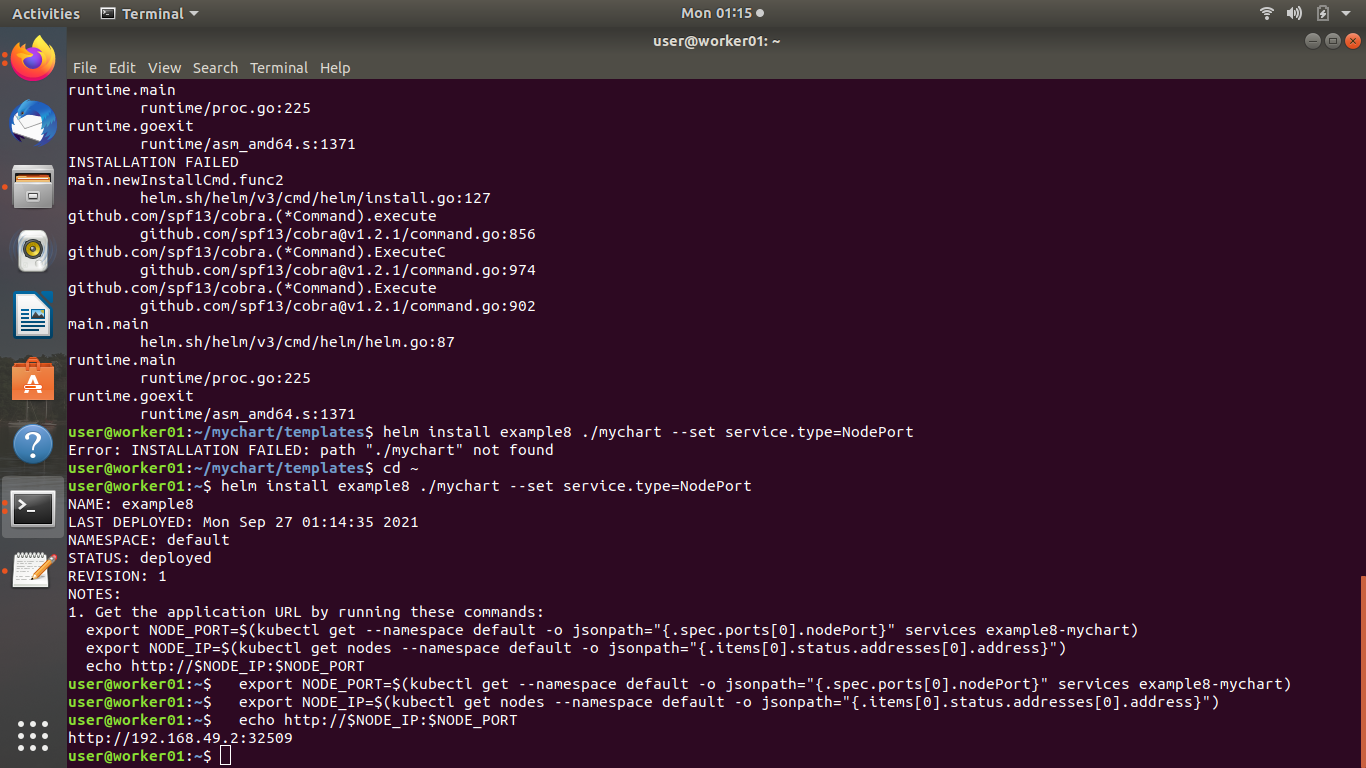 Activities Terminal Mon 01:15
user@worker01: ~
File Edit View Search Terminal Help
runtime.main
        runtime/proc.go:225
runtime.goexit
        runtime/asm_amd64.s:1371
INSTALLATION FAILED
main.newInstallCmd.func2
        helm.sh/helm/v3/cmd/helm/install.go:127
github.com/spf13/cobra.(*Command).execute
        github.com/spf13/cobra@v1.2.1/command.go:856
github.com/spf13/cobra.(*Command).ExecuteC
        github.com/spf13/cobra@v1.2.1/command.go:974
github.com/spf13/cobra.(*Command).Execute
        github.com/spf13/cobra@v1.2.1/command.go:902
main.main
        helm.sh/helm/v3/cmd/helm/helm.go:87
runtime.main
        runtime/proc.go:225
runtime.goexit
        runtime/asm_amd64.s:1371
user@worker01:~/mychart/templates$ helm install example8 ./mychart --set service.type=NodePort
Error: INSTALLATION FAILED: path "./mychart" not found
user@worker01:~/mychart/templates$ cd ~
user@worker01:~$ helm install example8 ./mychart --set service.type=NodePort
NAME: example8
LAST DEPLOYED: Mon Sep 27 01:14:35 2021
NAMESPACE: default
STATUS: deployed
REVISION: 1
NOTES:
1. Get the application URL by running these commands:
  export NODE_PORT=$(kubectl get --namespace default -o jsonpath="{.spec.ports[0].nodePort}" services example8-mychart)
  export NODE_IP=$(kubectl get nodes --namespace default -o jsonpath="{.items[0].status.addresses[0].address}")
  echo http://$NODE_IP:$NODE_PORT
user@worker01:~$   export NODE_PORT=$(kubectl get --namespace default -o jsonpath="{.spec.ports[0].nodePort}" services example8-mychart)
user@worker01:~$   export NODE_IP=$(kubectl get nodes --namespace default -o jsonpath="{.items[0].status.addresses[0].address}")
user@worker01:~$   echo http://$NODE_IP:$NODE_PORT
http://192.168.49.2:32509
user@worker01:~$